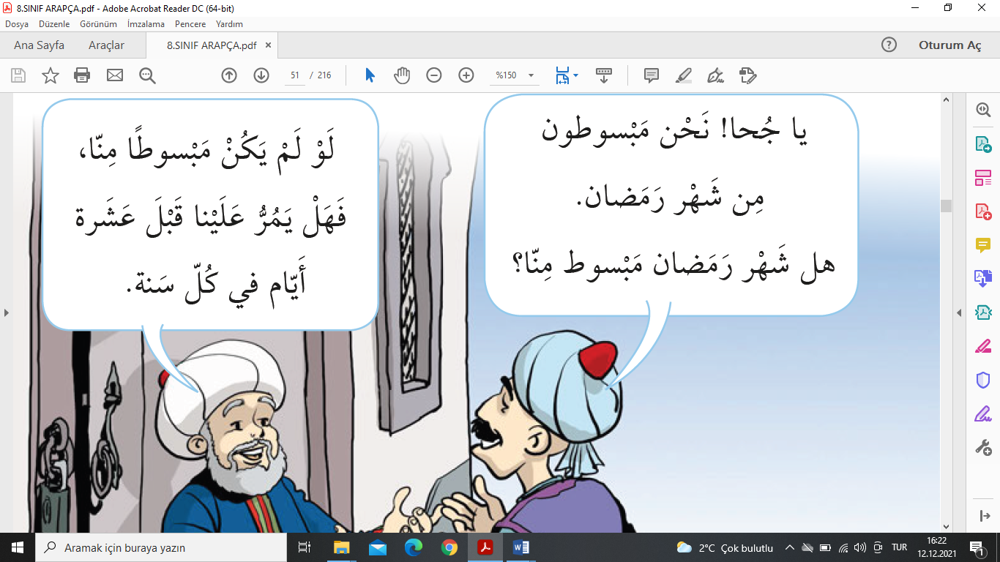 8.SINIF ARAPÇA.pdf - Adobe Acrobat Reader DC (64-bit)
Dosya Düzenle Görünüm İmzalama Pencere Yardım
Ana Sayfa Araçlar 8.SINIF ARAPÇA.pdf × Oturum Aç
51 / 216 %150
يا جُحا! نَحْن مَبْسوطون
مِن شَهْر رَمَضان.
هل شَهْر رَمَضان مَبْسوط مِنّا؟
لَوْ لَمْ يَكُنْ مَبْسوطًا مِنّا،
فَهَلْ يَمُرُّ عَلَيْنا قَبْلَ عَشَرة
أَيّام في كُلّ سَنة.
Aramak için buraya yazın
2°C Çok bulutlu
TUR
16:22
12.12.2021
1